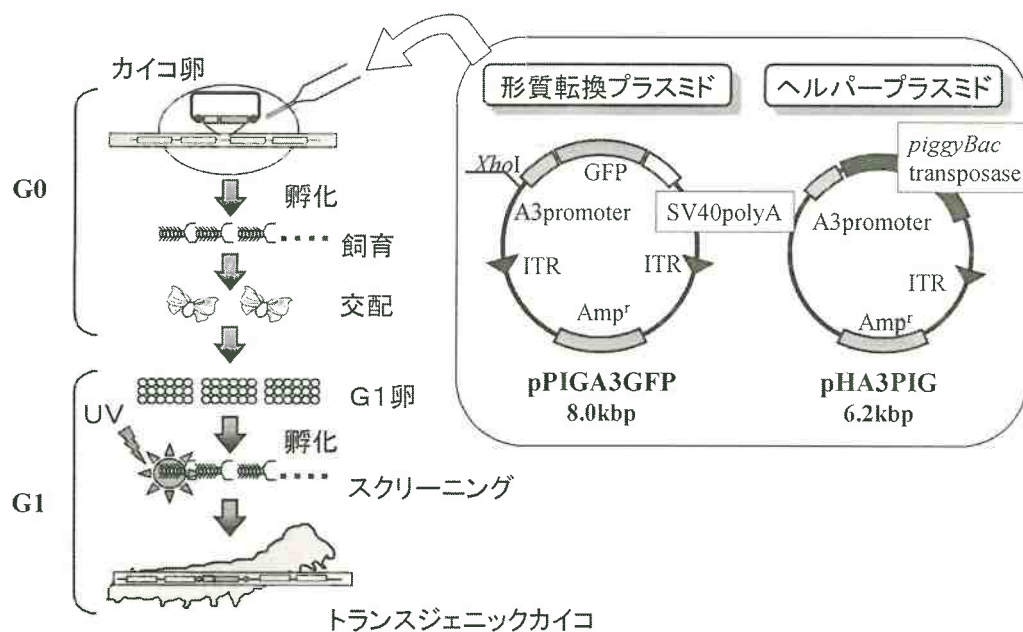 カイコ卵
G0
孵化
飼育
交配
G1
G1卵
UV
孵化
スクリーニング
トランスジェニックカイコ
形質転換プラスミド
XhoI
GFP
A3promoter
SV40polyA
ITR
ITR
Ampr
pPIGA3GFP
8.0kbp
ヘルパープラスミド
piggyBac
transposase
A3promoter
ITR
Ampr
pHA3PIG
6.2kbp